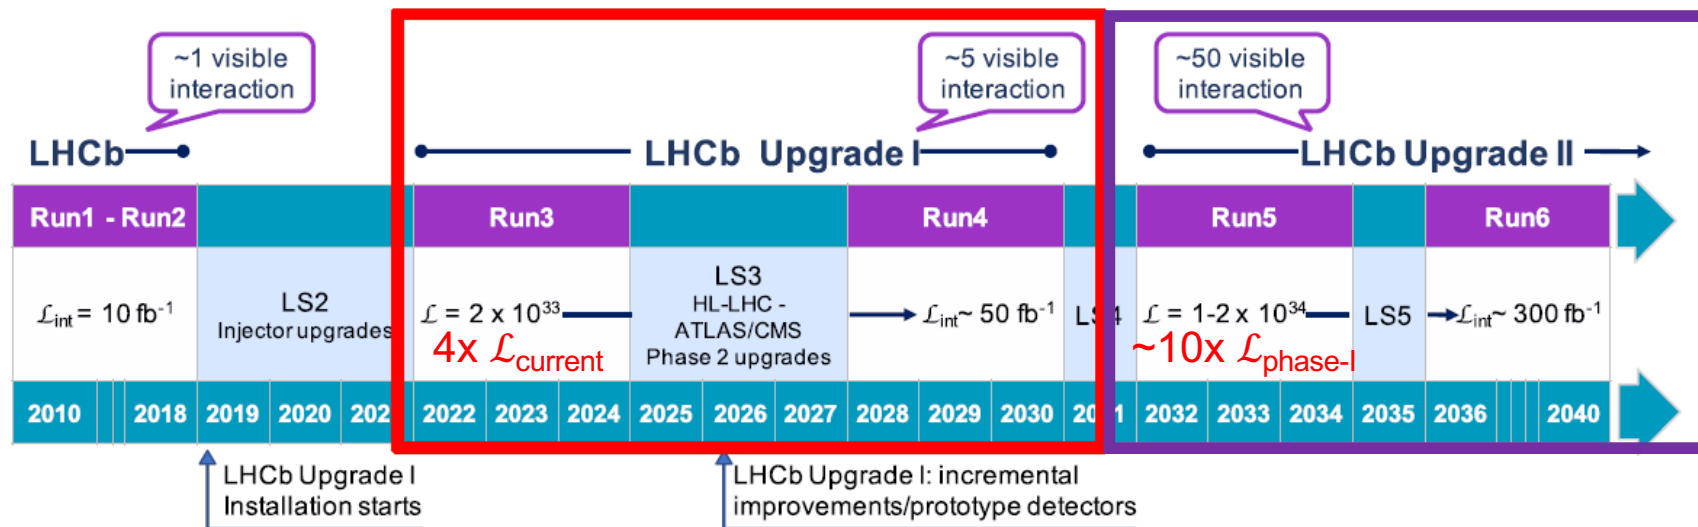 ~1 visible
interaction
~5 visible
interaction
~50 visible
interaction
LHCb
LHCb Upgrade I
LHCb Upgrade II
Run1 - Run2
Run3
Run4
Run5
Run6
ℒint = 10 fb-1
LS2
Injector upgrades
ℒ = 2 x 10³³
4x ℒcurrent
LS3
HL-LHC -
ATLAS/CMS
Phase 2 upgrades
ℒint~ 50 fb-1
ℒ = 1-2 x 10³⁴
~10x ℒphase-I
LS5
ℒint~ 300 fb-1
2010 2018 2019 2020 2022 2023 2024 2025 2026 2027 2028 2029 2030 2032 2033 2034 2035 2036 2040
LHCb Upgrade I
Installation starts
LHCb Upgrade I: incremental
improvements/prototype detectors